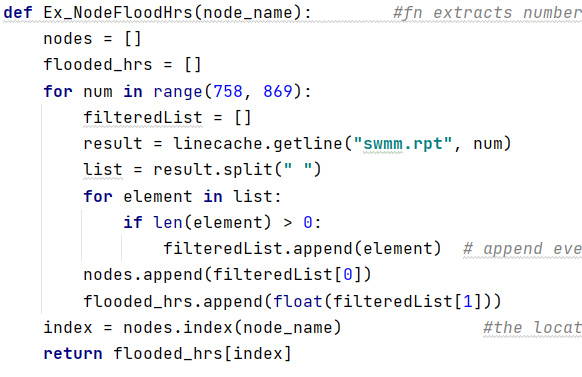 def Ex_NodeFloodHrs(node_name):        #fn extracts number
    nodes = []
    flooded_hrs = []
    for num in range(758, 869):
        filteredList = []
        result = linecache.getline("swmm.rpt", num)
        list = result.split(" ")
        for element in list:
            if len(element) > 0:
                filteredList.append(element)  # append eve
        nodes.append(filteredList[0])
        flooded_hrs.append(float(filteredList[1]))
    index = nodes.index(node_name)              #the locat
    return flooded_hrs[index]